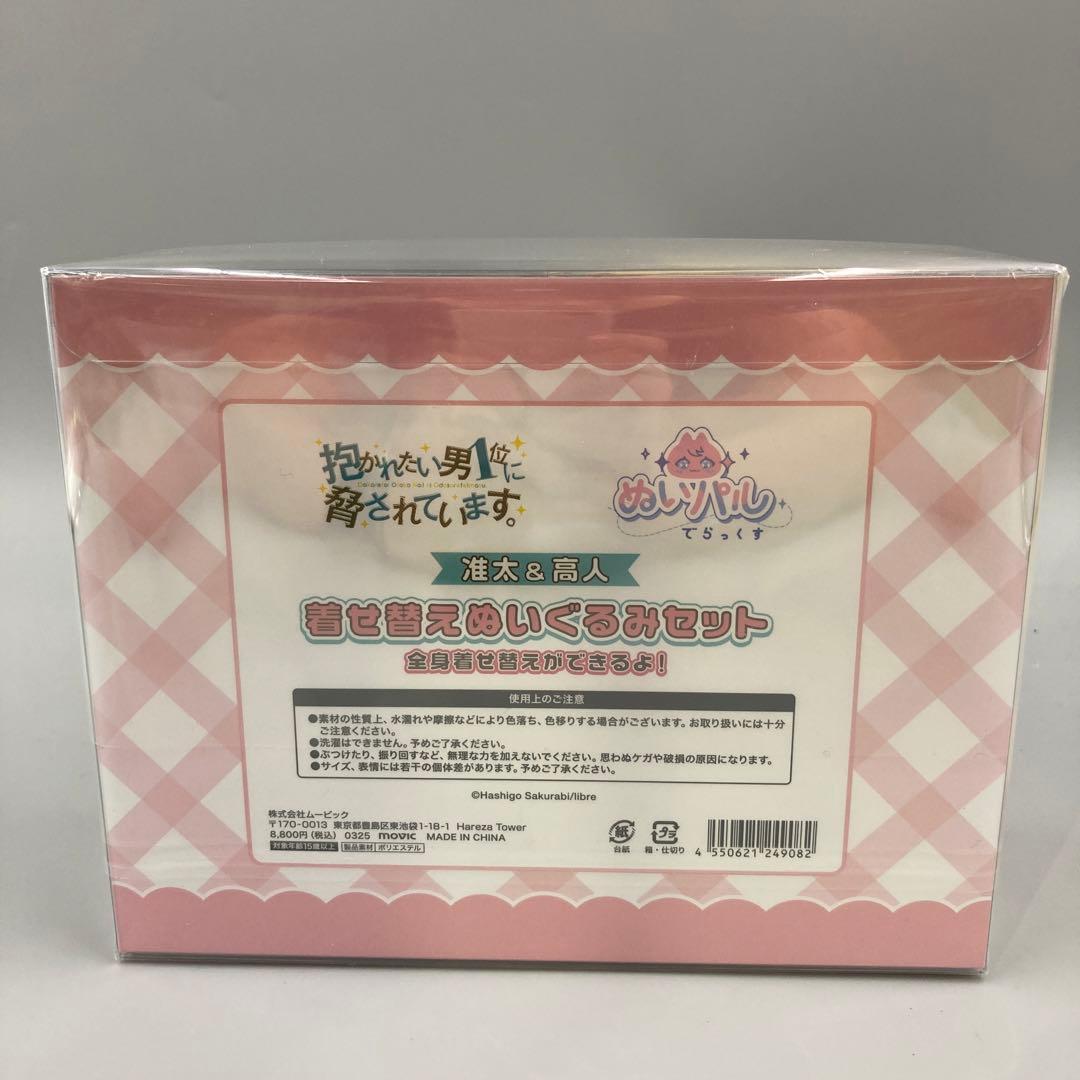 抱かれたい男1位に
Dakaretai Otoko No.1 ni Odosareteimasu.
脅されています。
ぬいパル
でらっくす
准太&高人
着せ替えぬいぐるみセット
全身着せ替えができるよ!
使用上のご注意
●素材の性質上、水濡れや摩擦などにより色落ち、色移りする場合がございます。お取り扱いには十分
ご注意ください。
●洗濯はできません。予めご了承ください。
●ぶつけたり、振り回すなど、無理な力を加えないでください。思わぬケガや破損の原因になります。
●サイズ、表情には若干の個体差があります。予めご了承ください。
©Hashigo Sakurabi/libre
株式会社ムービック
〒170-0013 東京都豊島区東池袋1-18-1 Hareza Tower
8,800円(税込) 0325 movic MADE IN CHINA
対象年齢15歳以上 製品素材 ポリエステル
紙
台紙
プラ
箱・仕切り
4 550621 249082